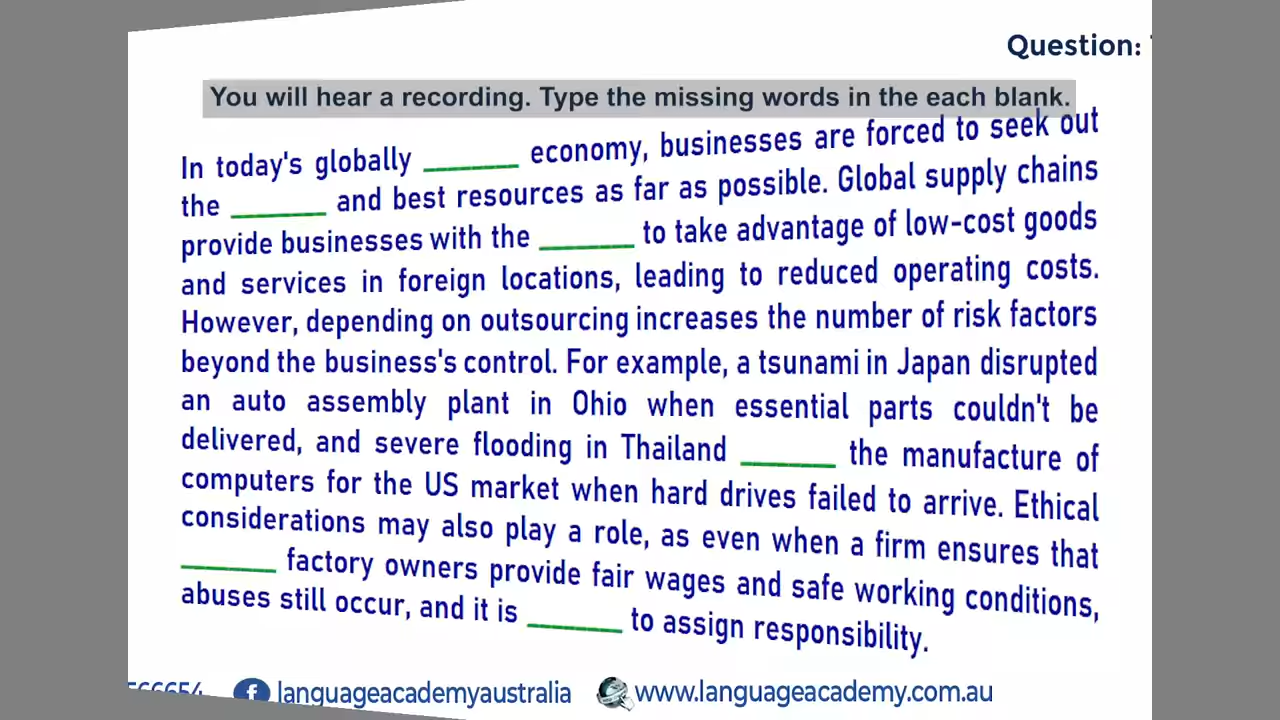 Question:
You will hear a recording. Type the missing words in the each blank.
In today's globally _______ economy, businesses are forced to seek out
the _______ and best resources as far as possible. Global supply chains
provide businesses with the _______ to take advantage of low-cost goods
and services in foreign locations, leading to reduced operating costs.
However, depending on outsourcing increases the number of risk factors
beyond the business's control. For example, a tsunami in Japan disrupted
an auto assembly plant in Ohio when essential parts couldn't be
delivered, and severe flooding in Thailand _______ the manufacture of
computers for the US market when hard drives failed to arrive. Ethical
considerations may also play a role, as even when a firm ensures that
_______ factory owners provide fair wages and safe working conditions,
abuses still occur, and it is _______ to assign responsibility.
languageacademyaustralia www.languageacademy.com.au